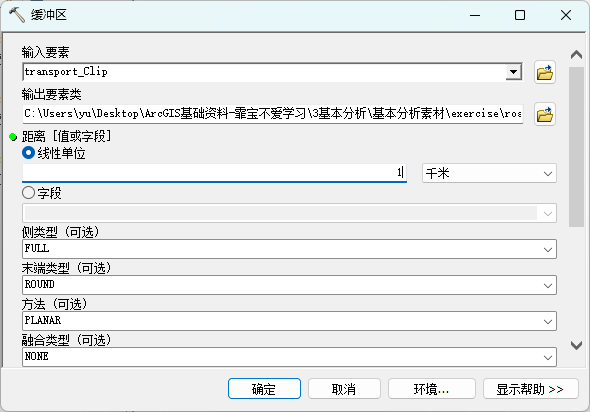 缓冲区
输入要素
transport_Clip
输出要素类
C:\Users\yu\Desktop\ArcGIS基础资料-霏宝不爱学习\3基本分析\基本分析素材\exercise\roa
距离 [值或字段]
线性单位
1 千米
字段
侧类型 (可选)
FULL
末端类型 (可选)
ROUND
方法 (可选)
PLANAR
融合类型 (可选)
NONE
确定 取消 环境... 显示帮助 >>